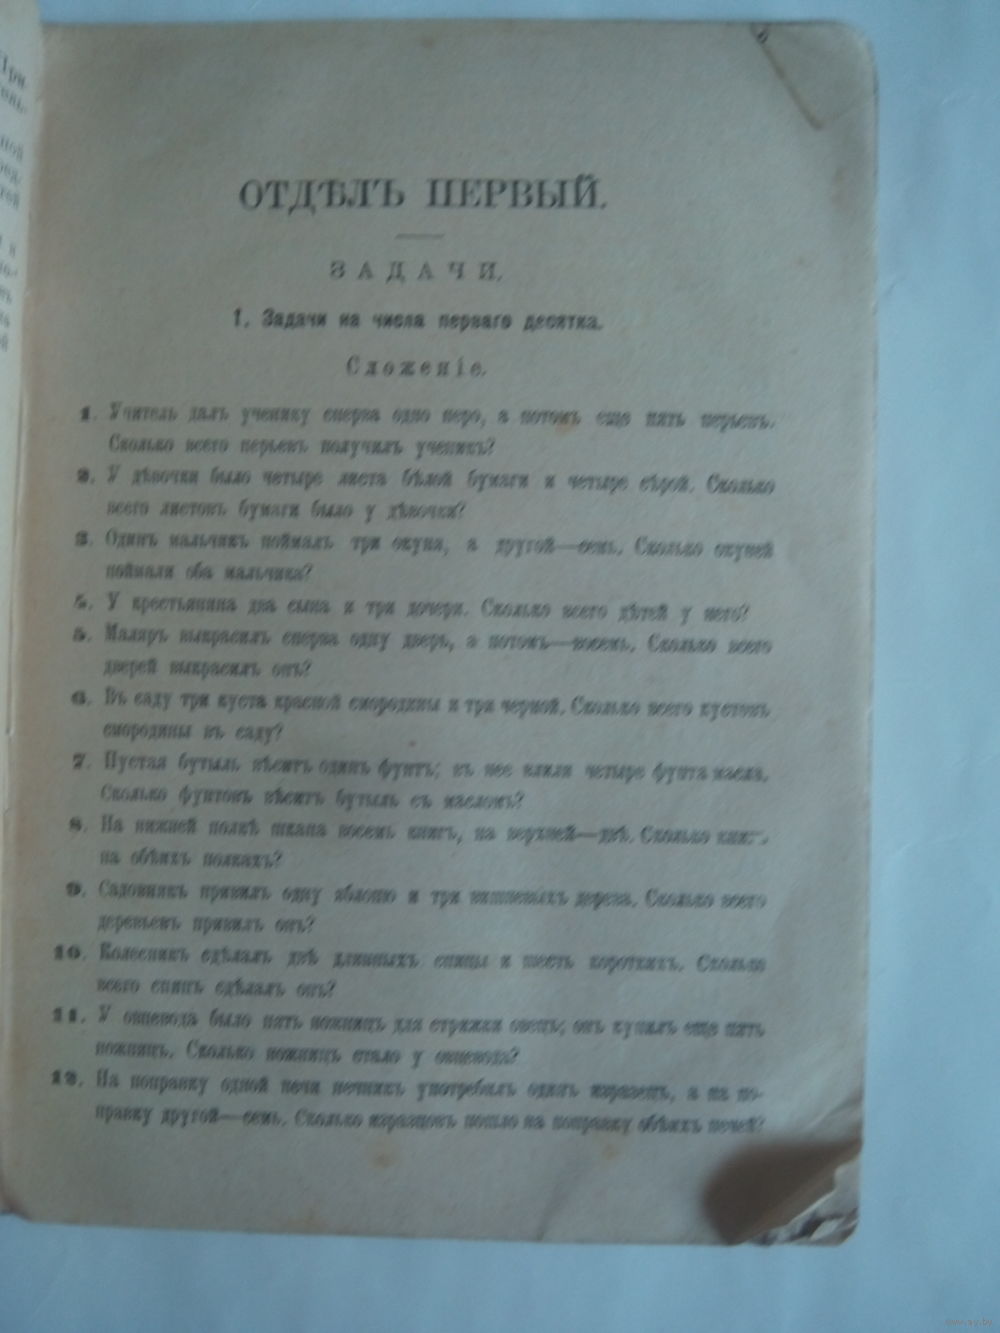 При
тель-
ной
ред-
той
и
ОТДѢЛЪ ПЕРВЫЙ.
ЗАДАЧИ.
1. Задачи на числа перваго десятка.
Сложеніе.
1. Учитель далъ ученику сперва одно перо, а потомъ еще пять перьевъ.
Сколько всего перьевъ получилъ ученикъ?
2. У дѣвочки было четыре листа бѣлой бумаги и четыре сѣрой. Сколько
всего листовъ бумаги было у дѣвочки?
3. Одинъ мальчикъ поймалъ три окуня, а другой—семь. Сколько окуней
поймали оба мальчика?
4. У крестьянина два сына и три дочери. Сколько всего дѣтей у него?
5. Маляръ выкрасилъ сперва одну дверь, а потомъ—восемь. Сколько всего
дверей выкрасилъ онъ?
6. Въ саду три куста красной смородины и три черной. Сколько всего кустовъ
смородины въ саду?
7. Пустая бутыль вѣситъ одинъ фунтъ; въ нее влили четыре фунта масла.
Сколько фунтовъ вѣситъ бутыль съ масломъ?
8. На нижней полкѣ шкапа восемь книгъ, на верхней—двѣ. Сколько книгъ
на обѣихъ полкахъ?
9. Садовникъ привилъ одну яблоню и три вишневыхъ дерева. Сколько всего
деревьевъ привилъ онъ?
10. Колесникъ сдѣлалъ двѣ длинныхъ спицы и шесть короткихъ. Сколько
всего спицъ сдѣлалъ онъ?
11. У овцевода было пять ножницъ для стрижки овецъ; онъ купилъ еще пять
ножницъ. Сколько ножницъ стало у овцевода?
12. На поправку одной печи печникъ употребилъ одинъ изразецъ, а на по-
правку другой—семь. Сколько изразцовъ пошло на поправку обѣихъ печей?